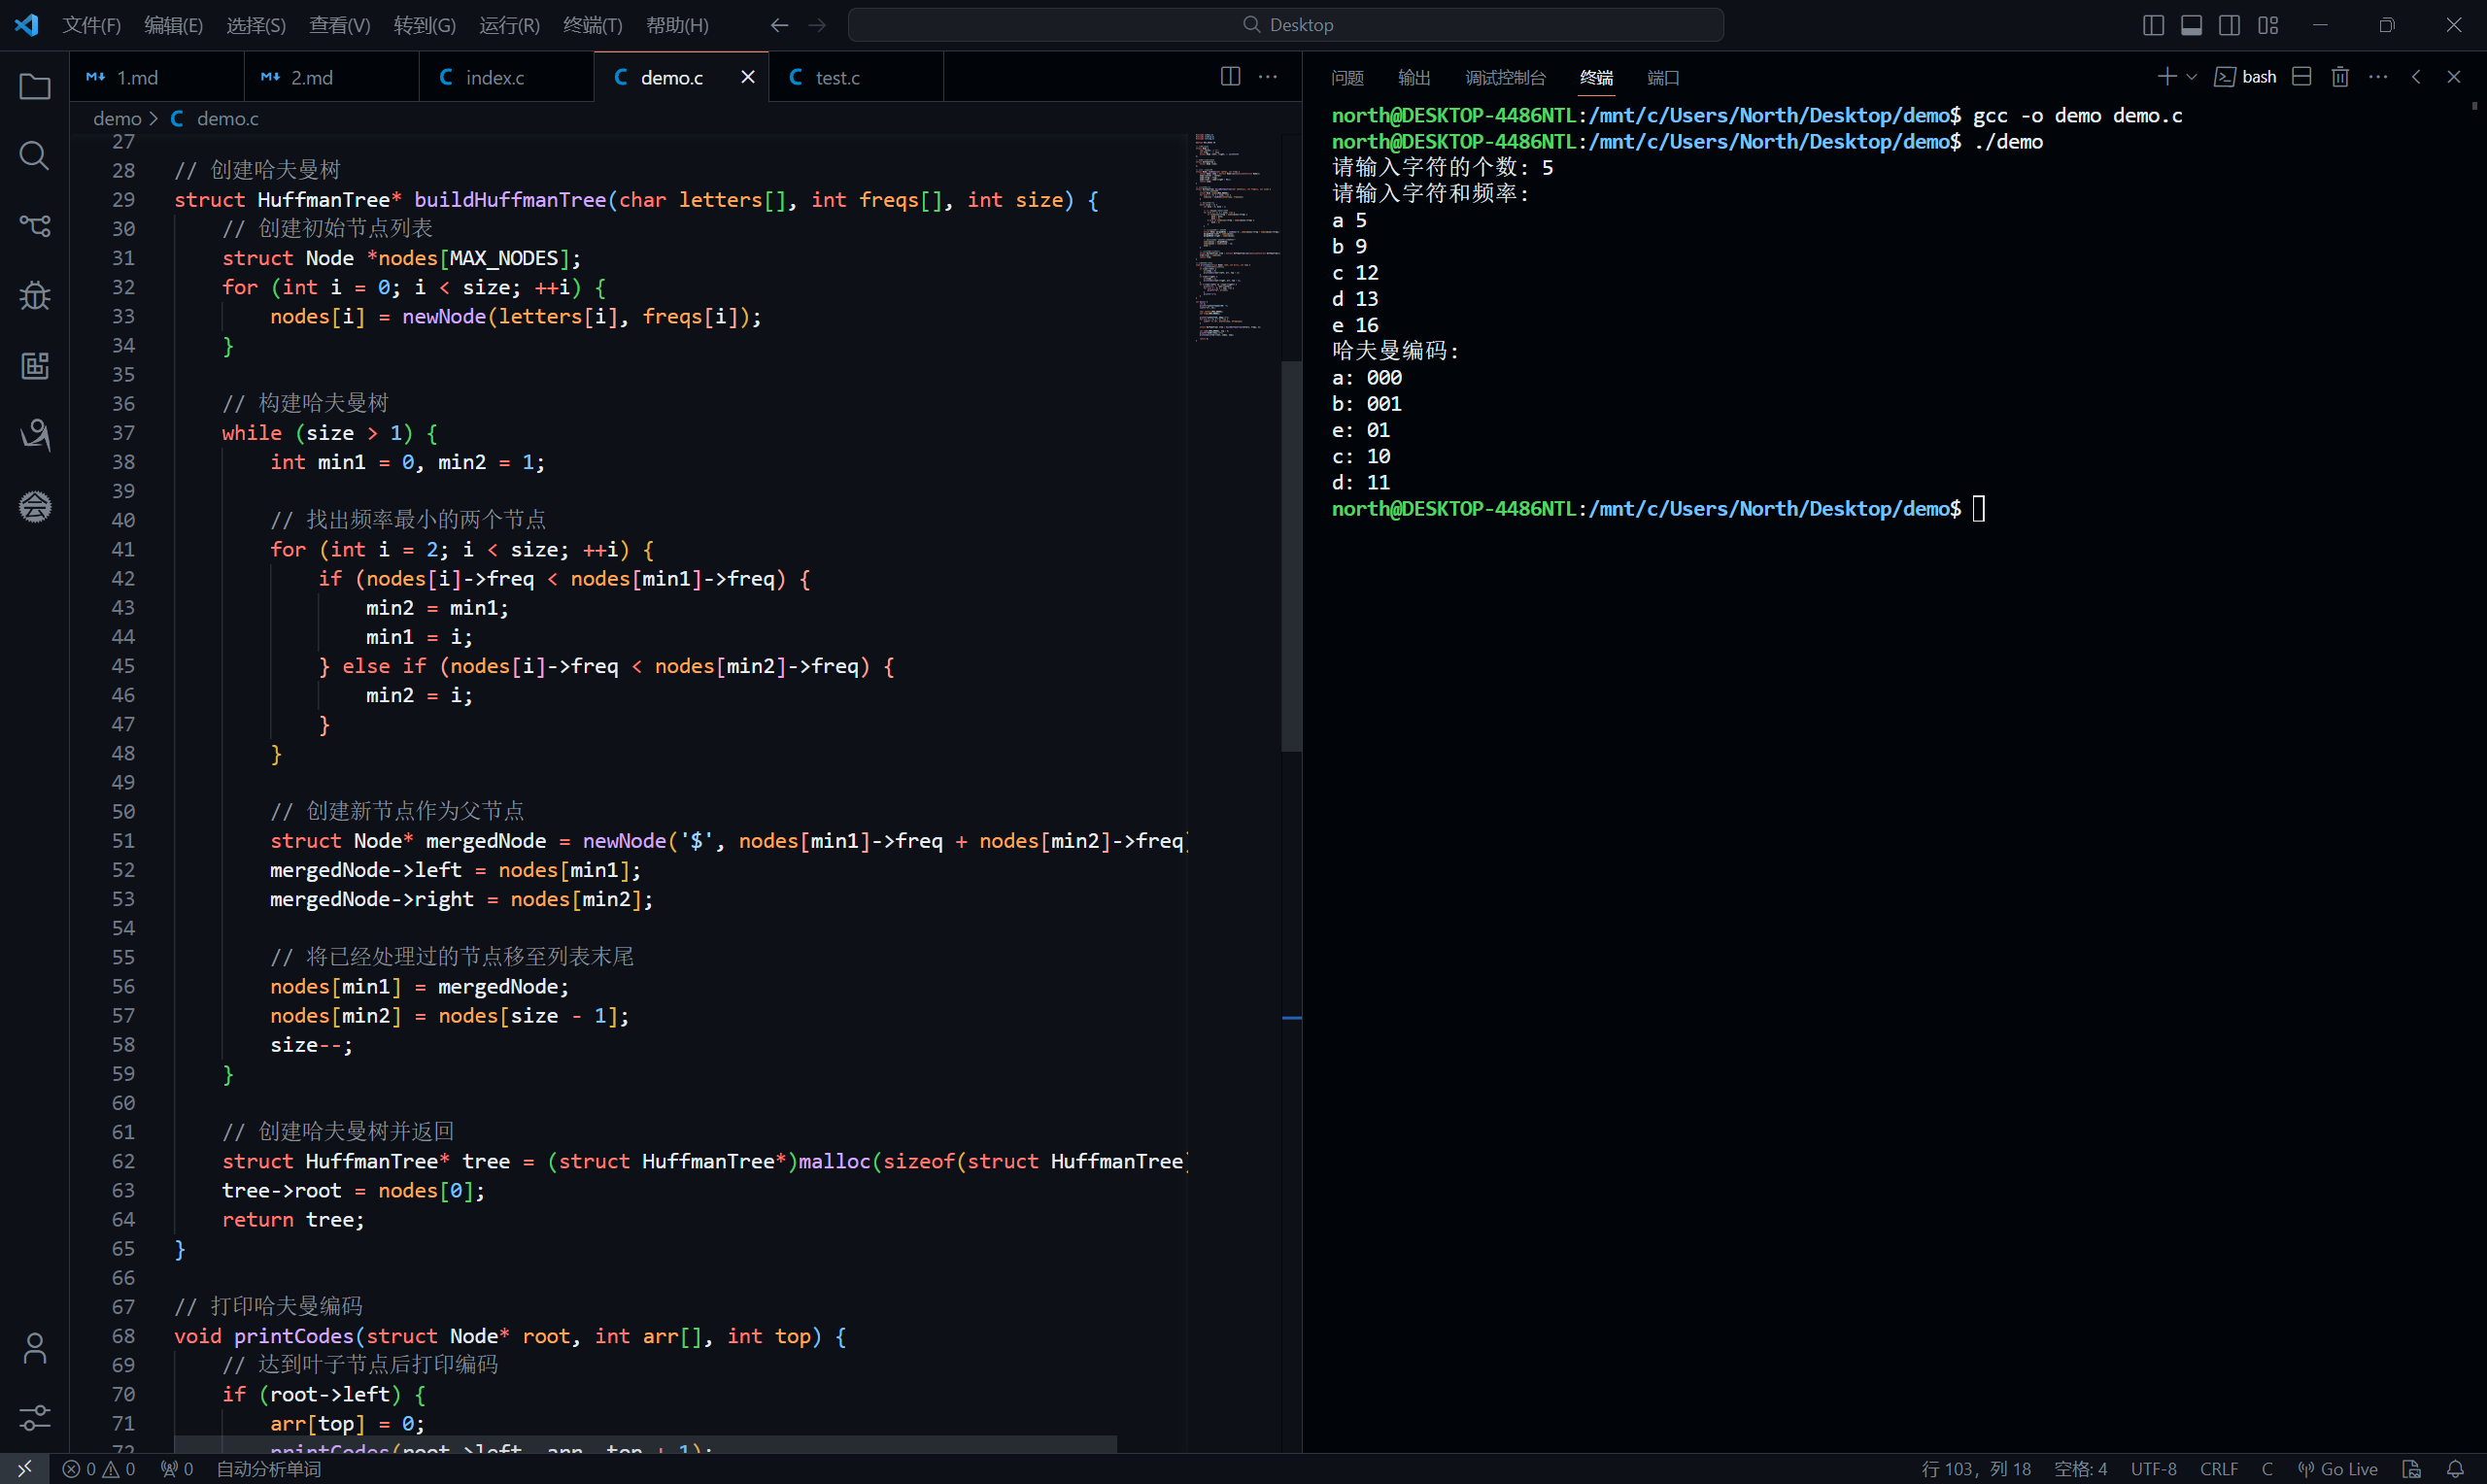 文件(F) 编辑(E) 选择(S) 查看(V) 转到(G) 运行(R) 终端(T) 帮助(H) Desktop
1.md 2.md index.c demo.c test.c
demo > C demo.c
27
28 // 创建哈夫曼树
29 struct HuffmanTree* buildHuffmanTree(char letters[], int freqs[], int size) {
30 // 创建初始节点列表
31 struct Node *nodes[MAX_NODES];
32 for (int i = 0; i < size; ++i) {
33 nodes[i] = newNode(letters[i], freqs[i]);
34 }
35
36 // 构建哈夫曼树
37 while (size > 1) {
38 int min1 = 0, min2 = 1;
39
40 // 找出频率最小的两个节点
41 for (int i = 2; i < size; ++i) {
42 if (nodes[i]->freq < nodes[min1]->freq) {
43 min2 = min1;
44 min1 = i;
45 } else if (nodes[i]->freq < nodes[min2]->freq) {
46 min2 = i;
47 }
48 }
49
50 // 创建新节点作为父节点
51 struct Node* mergedNode = newNode('$', nodes[min1]->freq + nodes[min2]->freq)
52 mergedNode->left = nodes[min1];
53 mergedNode->right = nodes[min2];
54
55 // 将已经处理过的节点移至列表末尾
56 nodes[min1] = mergedNode;
57 nodes[min2] = nodes[size - 1];
58 size--;
59 }
60
61 // 创建哈夫曼树并返回
62 struct HuffmanTree* tree = (struct HuffmanTree*)malloc(sizeof(struct HuffmanTree)
63 tree->root = nodes[0];
64 return tree;
65 }
66
67 // 打印哈夫曼编码
68 void printCodes(struct Node* root, int arr[], int top) {
69 // 达到叶子节点后打印编码
70 if (root->left) {
71 arr[top] = 0;
72 printCodes(root->left, arr, top + 1);
问题 输出 调试控制台 终端 端口 bash
north@DESKTOP-4486NTL:/mnt/c/Users/North/Desktop/demo$ gcc -o demo demo.c
north@DESKTOP-4486NTL:/mnt/c/Users/North/Desktop/demo$ ./demo
请输入字符的个数: 5
请输入字符和频率:
a 5
b 9
c 12
d 13
e 16
哈夫曼编码:
a: 000
b: 001
e: 01
c: 10
d: 11
north@DESKTOP-4486NTL:/mnt/c/Users/North/Desktop/demo$
0 0 0 自动分析单词 行 103，列 18 空格: 4 UTF-8 CRLF C Go Live